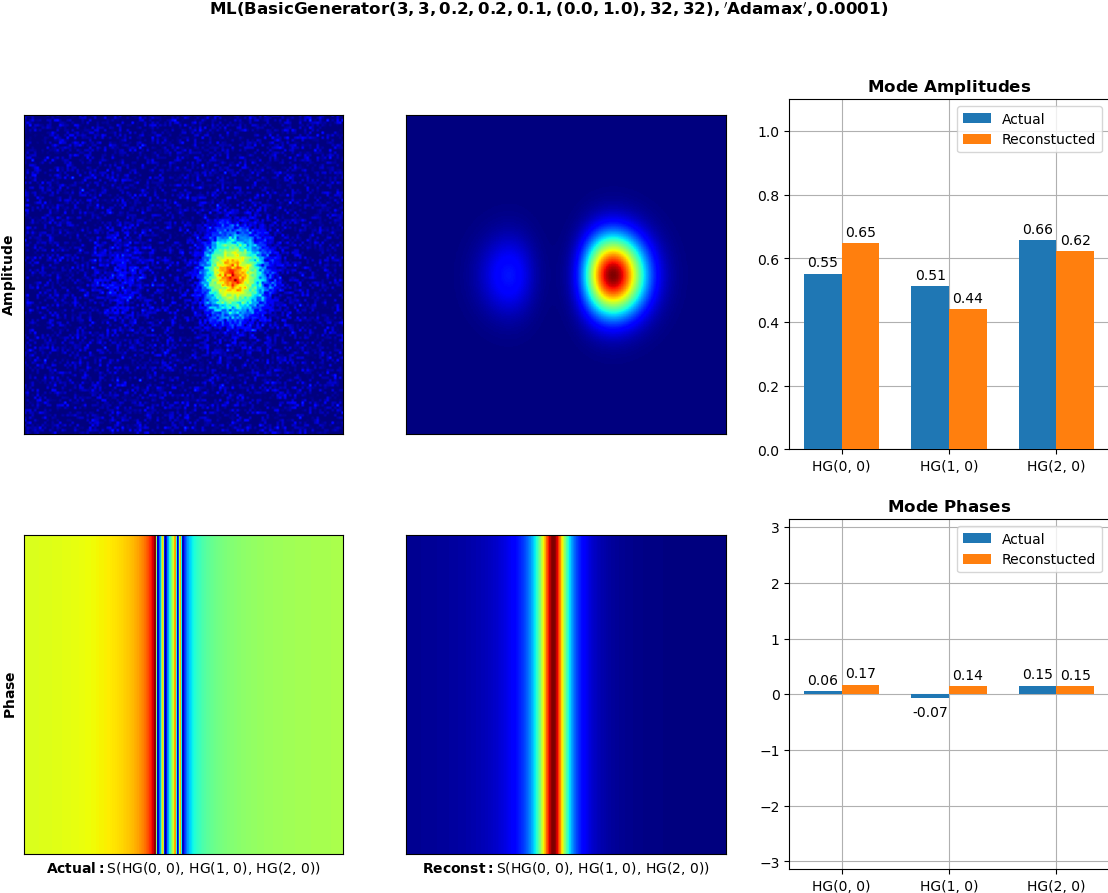 ML(BasicGenerator(3, 3, 0.2, 0.2, 0.1, (0.0, 1.0), 32, 32), ′Adamax′, 0.0001)
Amplitude
Mode Amplitudes
Actual
Reconstucted
1.0
0.8
0.6
0.4
0.2
0.0
0.55
0.65
0.51
0.44
0.66
0.62
HG(0, 0)
HG(1, 0)
HG(2, 0)
Phase
Actual: S(HG(0, 0), HG(1, 0), HG(2, 0))
Reconst: S(HG(0, 0), HG(1, 0), HG(2, 0))
Mode Phases
Actual
Reconstucted
3
2
1
0
−1
−2
−3
0.06
0.17
-0.07
0.14
0.15
0.15
HG(0, 0)
HG(1, 0)
HG(2, 0)